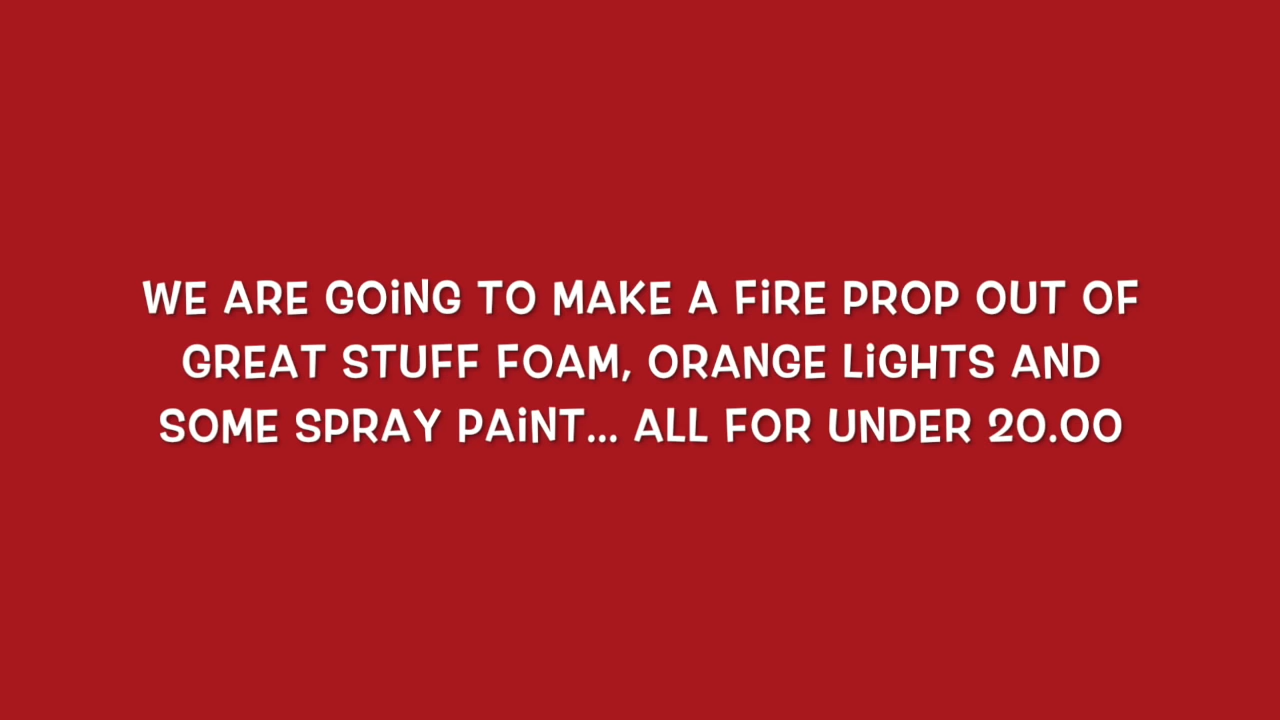 WE ARE GOiNG TO MAKE A FiRE PROP OUT OF
GREAT STUFF FOAM, ORANGE LiGHTS AND
SOME SPRAY PAiNT... ALL FOR UNDER 20.00